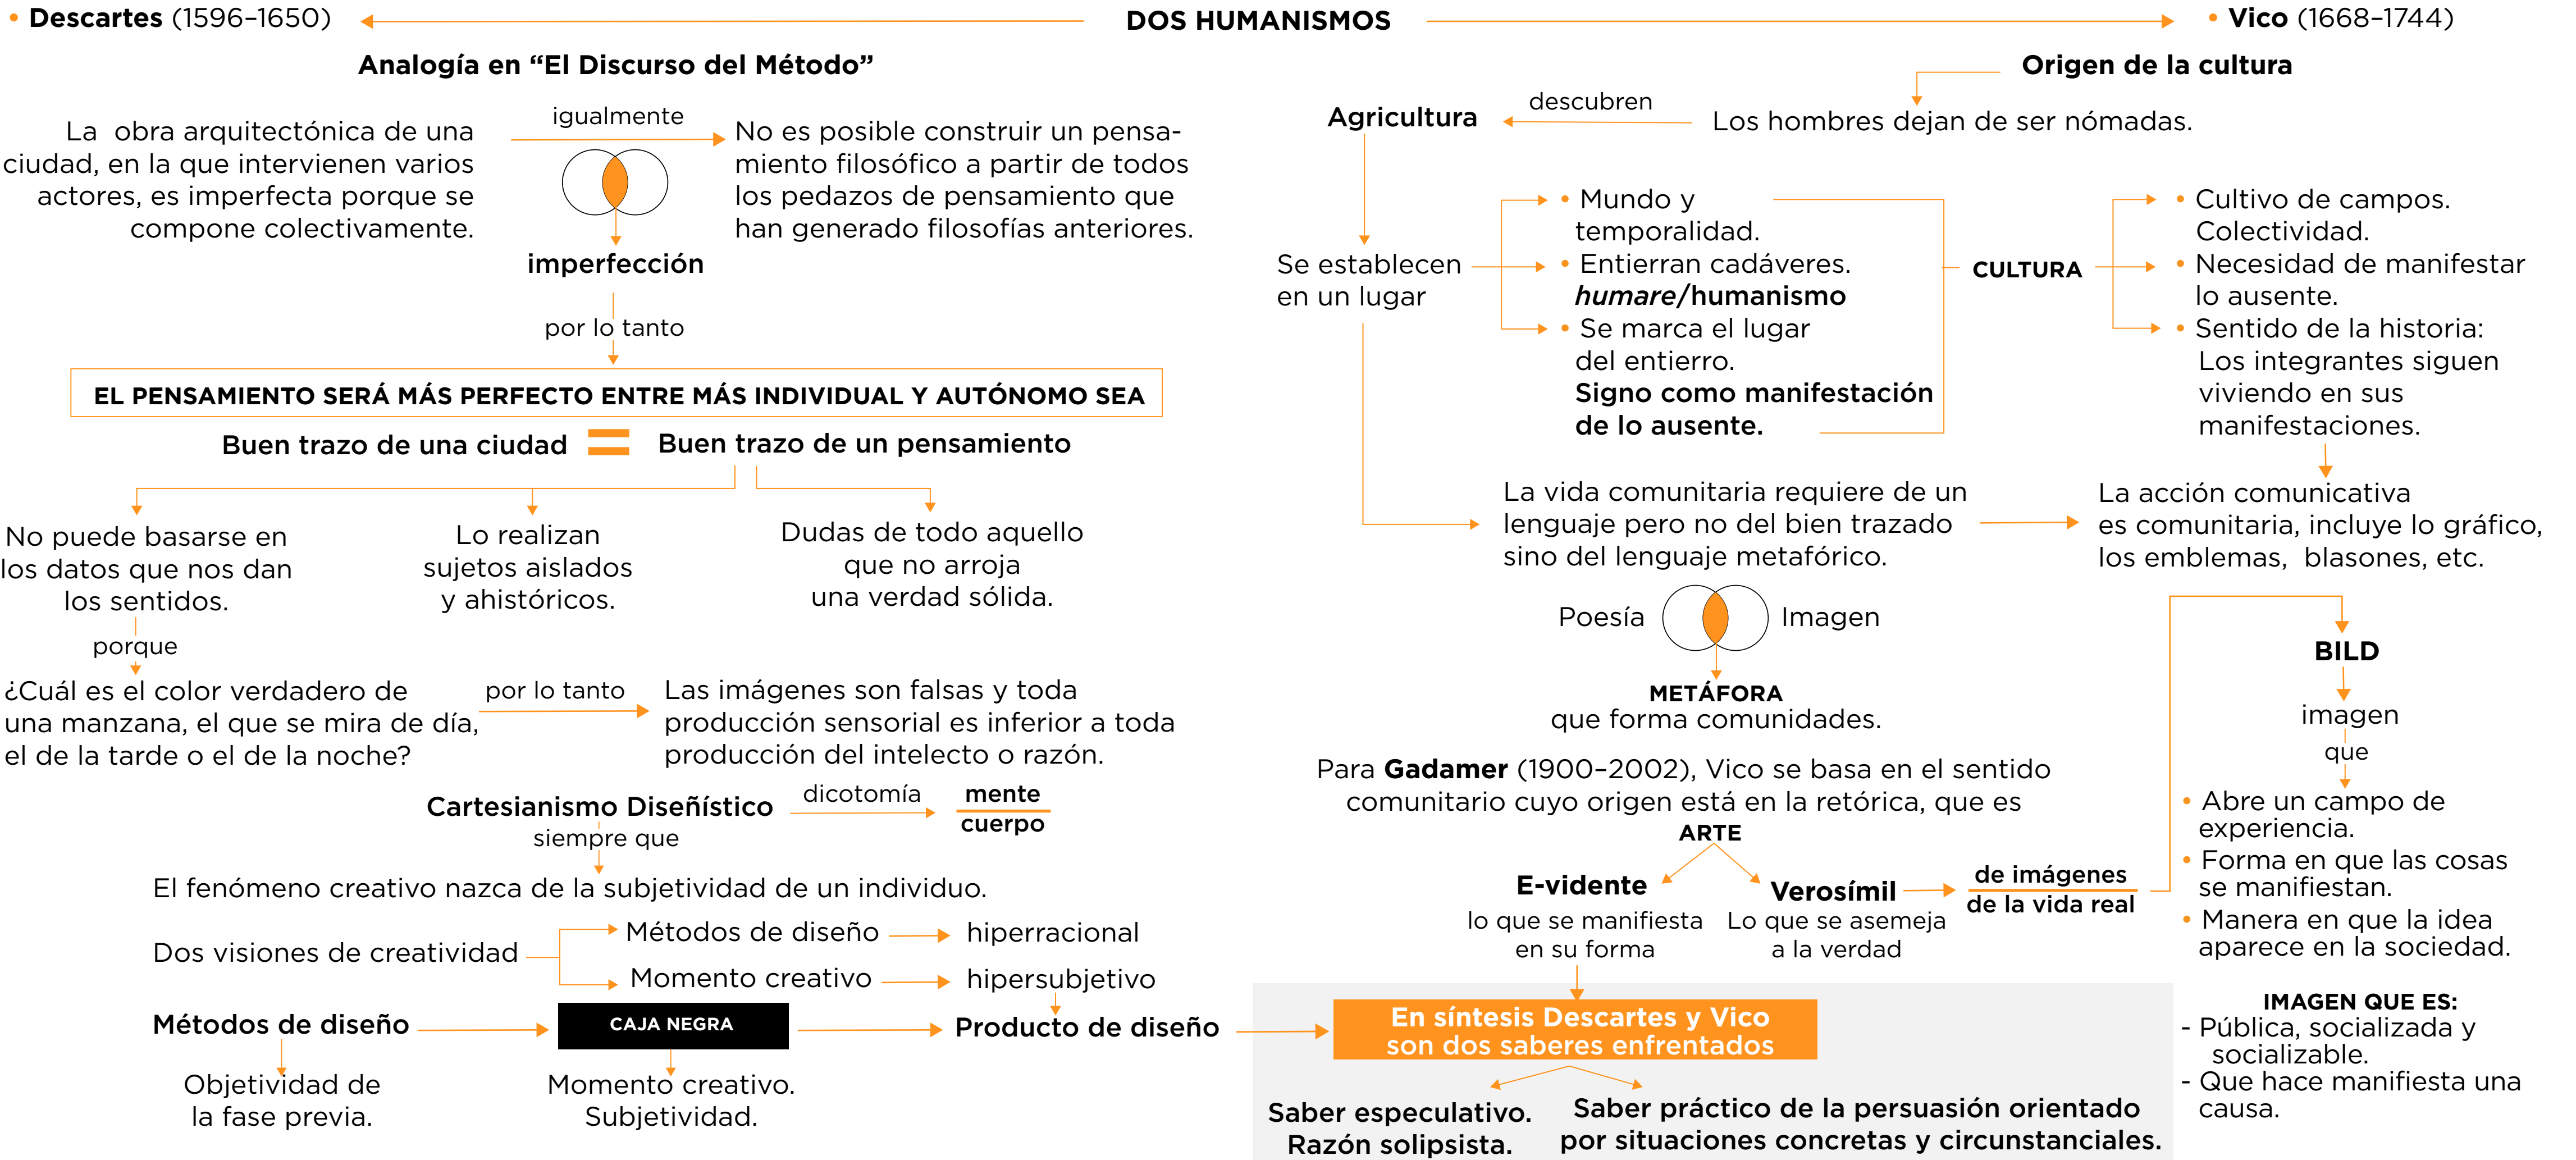 • Descartes (1596–1650)
DOS HUMANISMOS
• Vico (1668–1744)
Analogía en “El Discurso del Método”
La obra arquitectónica de una
ciudad, en la que intervienen varios
actores, es imperfecta porque se
compone colectivamente.
igualmente
No es posible construir un pensa-
miento filosófico a partir de todos
los pedazos de pensamiento que
han generado filosofías anteriores.
imperfección
por lo tanto
EL PENSAMIENTO SERÁ MÁS PERFECTO ENTRE MÁS INDIVIDUAL Y AUTÓNOMO SEA
Buen trazo de una ciudad = Buen trazo de un pensamiento
No puede basarse en
los datos que nos dan
los sentidos.
Lo realizan
sujetos aislados
y ahistóricos.
Dudas de todo aquello
que no arroja
una verdad sólida.
porque
¿Cuál es el color verdadero de
una manzana, el que se mira de día,
el de la tarde o el de la noche?
por lo tanto
Las imágenes son falsas y toda
producción sensorial es inferior a toda
producción del intelecto o razón.
Cartesianismo Diseñístico
dicotomía
mente
cuerpo
siempre que
El fenómeno creativo nazca de la subjetividad de un individuo.
Dos visiones de creatividad
Métodos de diseño
hiperracional
Momento creativo
hipersubjetivo
Métodos de diseño
CAJA NEGRA
Producto de diseño
Objetividad de
la fase previa.
Momento creativo.
Subjetividad.
Origen de la cultura
Los hombres dejan de ser nómadas.
descubren
Agricultura
Se establecen
en un lugar
• Mundo y
temporalidad.
• Entierran cadáveres.
humare/humanismo
• Se marca el lugar
del entierro.
Signo como manifestación
de lo ausente.
CULTURA
• Cultivo de campos.
Colectividad.
• Necesidad de manifestar
lo ausente.
• Sentido de la historia:
Los integrantes siguen
viviendo en sus
manifestaciones.
La vida comunitaria requiere de un
lenguaje pero no del bien trazado
sino del lenguaje metafórico.
La acción comunicativa
es comunitaria, incluye lo gráfico,
los emblemas, blasones, etc.
Poesía
Imagen
METÁFORA
que forma comunidades.
Para Gadamer (1900–2002), Vico se basa en el sentido
comunitario cuyo origen está en la retórica, que es
ARTE
E-vidente
lo que se manifiesta
en su forma
Verosímil
Lo que se asemeja
a la verdad
de imágenes
de la vida real
BILD
imagen
que
• Abre un campo de
experiencia.
• Forma en que las cosas
se manifiestan.
• Manera en que la idea
aparece en la sociedad.
IMAGEN QUE ES:
- Pública, socializada y
socializable.
- Que hace manifiesta una
causa.
En síntesis Descartes y Vico
son dos saberes enfrentados
Saber especulativo.
Razón solipsista.
Saber práctico de la persuasión orientado
por situaciones concretas y circunstanciales.